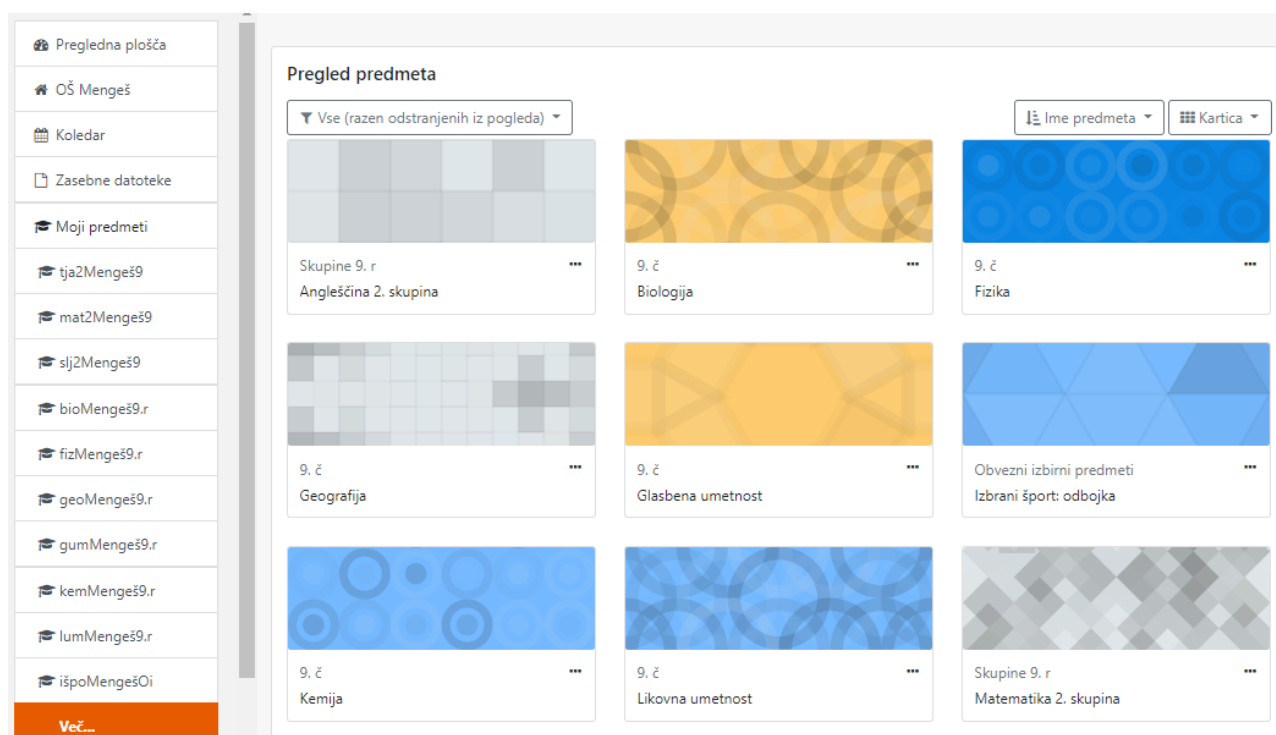 Pregledna plošča
OŠ Mengeš
Koledar
Zasebne datoteke
Moji predmeti
tja2Mengeš9
mat2Mengeš9
slj2Mengeš9
bioMengeš9.r
fizMengeš9.r
geoMengeš9.r
gumMengeš9.r
kemMengeš9.r
lumMengeš9.r
išpoMengešOi
Več...
Pregled predmeta
Vse (razen odstranjenih iz pogleda)
Ime predmeta
Kartica
Skupine 9. r
Angleščina 2. skupina
9. č
Biologija
9. č
Fizika
9. č
Geografija
9. č
Glasbena umetnost
Obvezni izbirni predmeti
Izbrani šport: odbojka
9. č
Kemija
9. č
Likovna umetnost
Skupine 9. r
Matematika 2. skupina